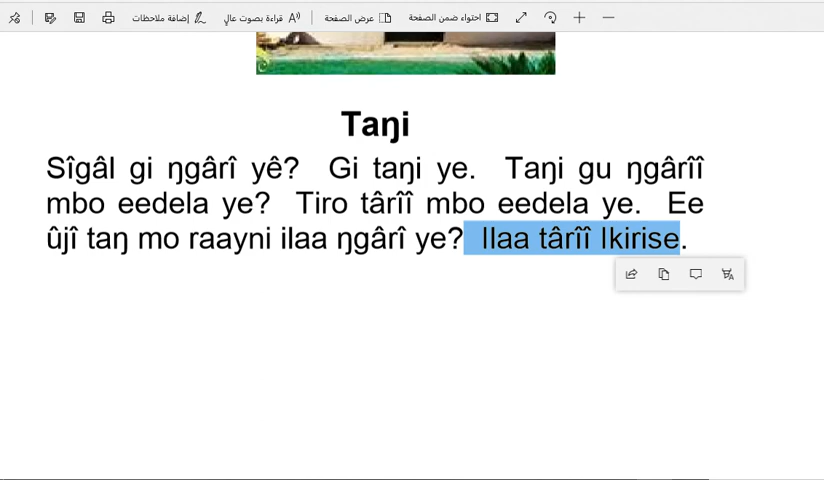 إضافة ملاحظات | قراءة بصوت عالٍ | عرض الصفحة | احتواء ضمن الصفحة
Taŋi
Sîgâl gi ŋgârî yê? Gi taŋi ye. Taŋi gu ŋgârîî
mbo eedela ye? Tiro târîî mbo eedela ye. Ee
ûjî taŋ mo raayni ilaa ŋgârî ye? Ilaa târîî Ikirise.